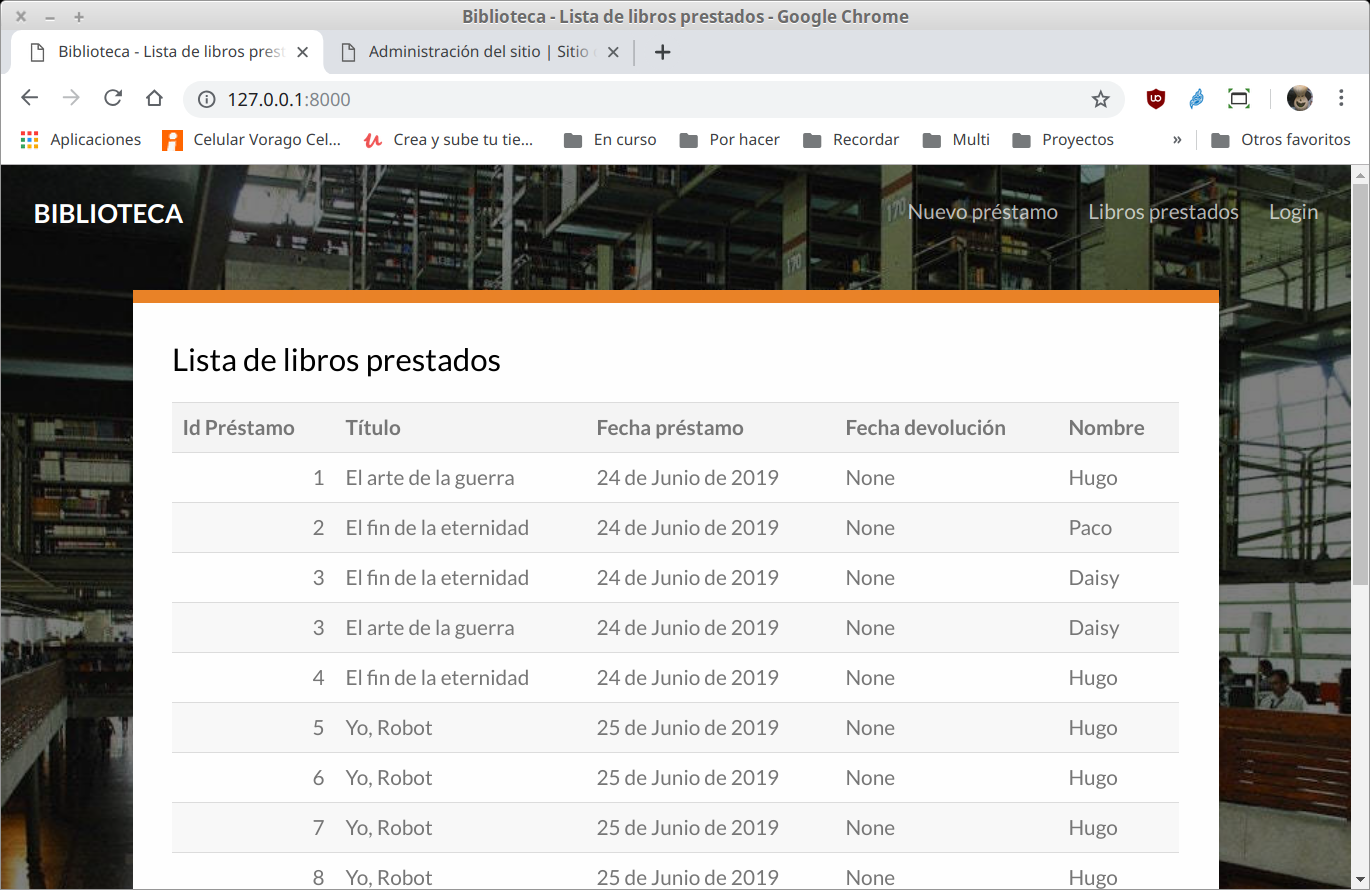 Biblioteca - Lista de libros prestados - Google Chrome
Biblioteca - Lista de libros prest Administración del sitio | Sitio
127.0.0.1:8000
Aplicaciones Celular Vorago Cel... Crea y sube tu tie... En curso Por hacer Recordar Multi Proyectos » Otros favoritos
BIBLIOTECA 170 Nuevo préstamo Libros prestados Login
170
Lista de libros prestados
Id Préstamo Título Fecha préstamo Fecha devolución Nombre
1 El arte de la guerra 24 de Junio de 2019 None Hugo
2 El fin de la eternidad 24 de Junio de 2019 None Paco
3 El fin de la eternidad 24 de Junio de 2019 None Daisy
3 El arte de la guerra 24 de Junio de 2019 None Daisy
4 El fin de la eternidad 24 de Junio de 2019 None Hugo
5 Yo, Robot 25 de Junio de 2019 None Hugo
6 Yo, Robot 25 de Junio de 2019 None Hugo
7 Yo, Robot 25 de Junio de 2019 None Hugo
8 Yo, Robot 25 de Junio de 2019 None Hugo